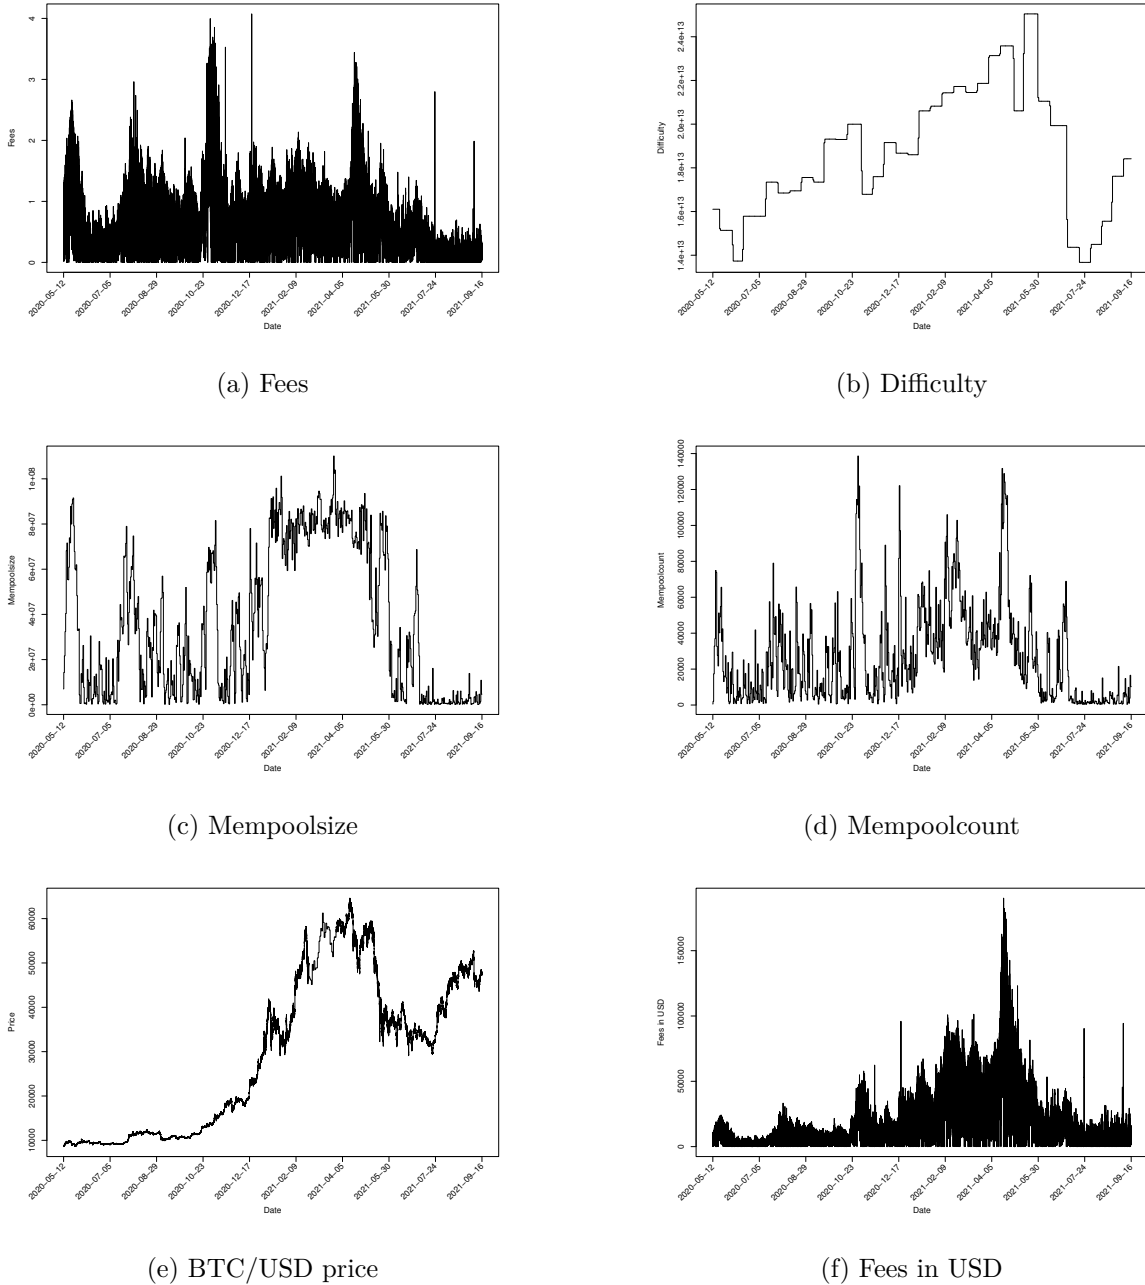 Fees
4
3
2
1
0
2020−05−12 2020−07−05 2020−08−29 2020−10−23 2020−12−17 2021−02−09 2021−04−05 2021−05−30 2021−07−24 2021−09−16
Date
(a) Fees
Difficulty
2.4e+13
2.2e+13
2.0e+13
1.8e+13
1.6e+13
1.4e+13
2020−05−12 2020−07−05 2020−08−29 2020−10−23 2020−12−17 2021−02−09 2021−04−05 2021−05−30 2021−07−24 2021−09−16
Date
(b) Difficulty
Mempoolsize
1e+08
8e+07
6e+07
4e+07
2e+07
0e+00
2020−05−12 2020−07−05 2020−08−29 2020−10−23 2020−12−17 2021−02−09 2021−04−05 2021−05−30 2021−07−24 2021−09−16
Date
(c) Mempoolsize
Mempoolcount
140000
120000
100000
80000
60000
40000
20000
0
2020−05−12 2020−07−05 2020−08−29 2020−10−23 2020−12−17 2021−02−09 2021−04−05 2021−05−30 2021−07−24 2021−09−16
Date
(d) Mempoolcount
Price
60000
50000
40000
30000
20000
10000
2020−05−12 2020−07−05 2020−08−29 2020−10−23 2020−12−17 2021−02−09 2021−04−05 2021−05−30 2021−07−24 2021−09−16
Date
(e) BTC/USD price
Fees in USD
150000
100000
50000
0
2020−05−12 2020−07−05 2020−08−29 2020−10−23 2020−12−17 2021−02−09 2021−04−05 2021−05−30 2021−07−24 2021−09−16
Date
(f) Fees in USD